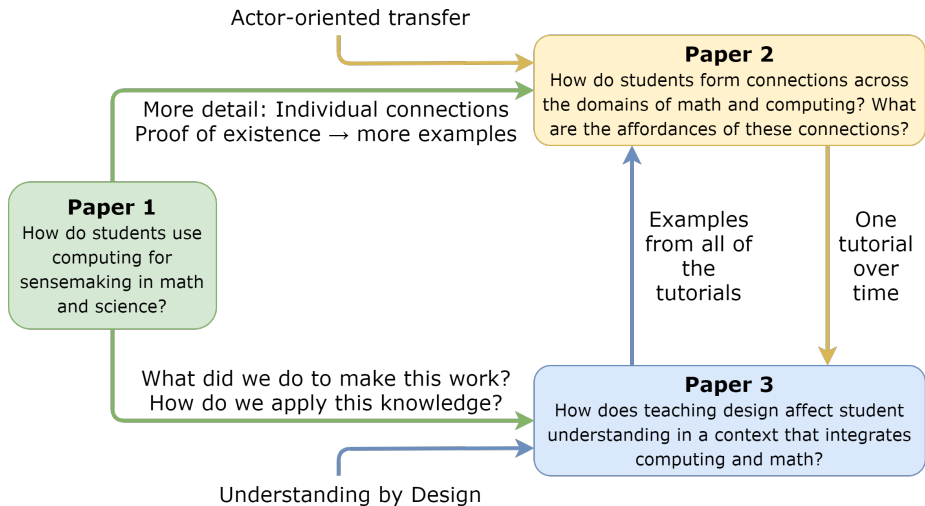 Actor-oriented transfer
Paper 2
How do students form connections across
the domains of math and computing? What
are the affordances of these connections?
More detail: Individual connections
Proof of existence → more examples
Paper 1
How do students use
computing for
sensemaking in math
and science?
Examples
from all of
the
tutorials
One
tutorial
over
time
What did we do to make this work?
How do we apply this knowledge?
Paper 3
How does teaching design affect student
understanding in a context that integrates
computing and math?
Understanding by Design